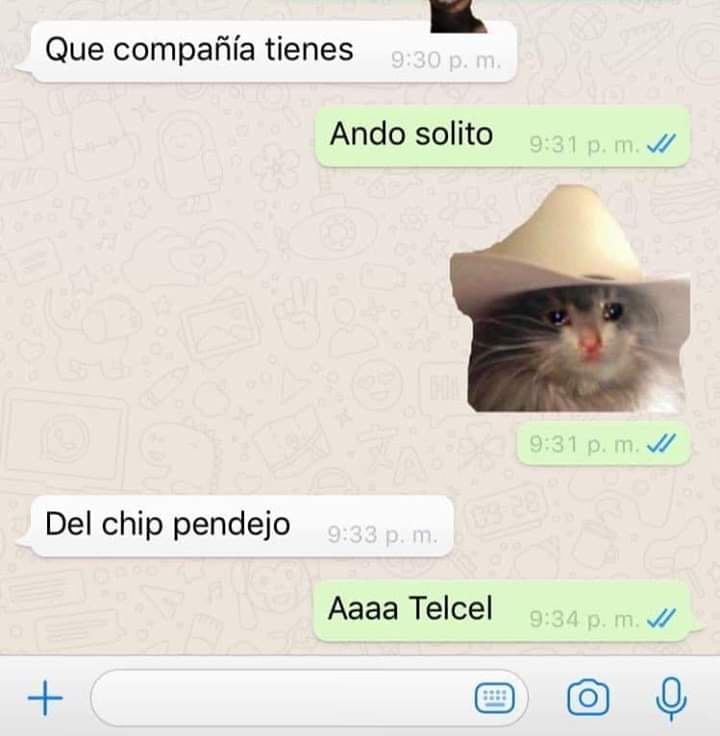 Que compañía tienes 9:30 p. m.
Ando solito 9:31 p. m.
9:31 p. m.
Del chip pendejo 9:33 p. m.
Aaaa Telcel 9:34 p. m.